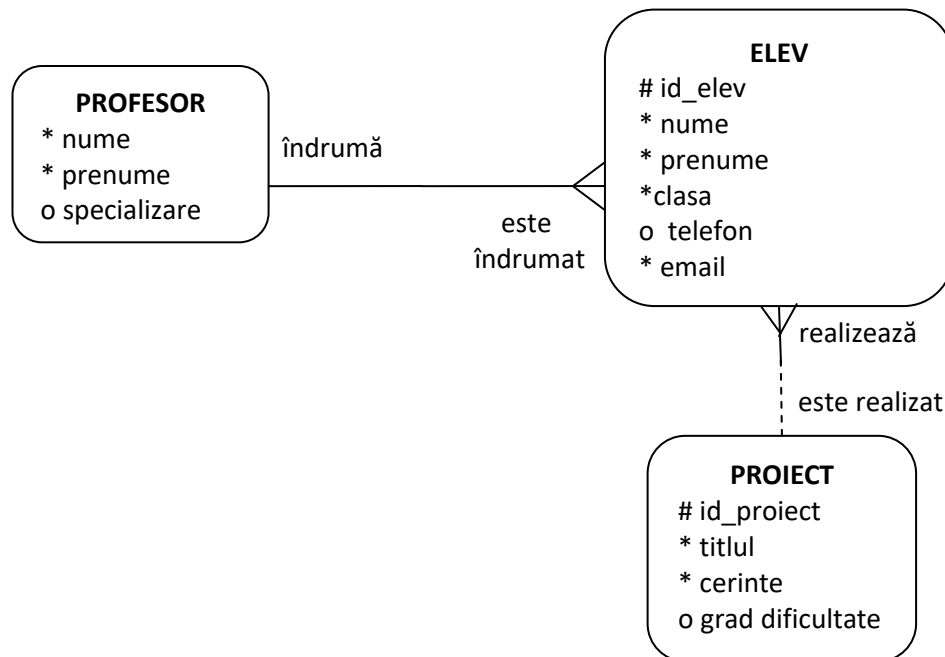 PROFESOR
* nume
* prenume
o specializare
îndrumă
este
îndrumat
ELEV
# id_elev
* nume
* prenume
*clasa
o telefon
* email
realizează
este realizat
PROIECT
# id_proiect
* titlul
* cerinte
o grad dificultate